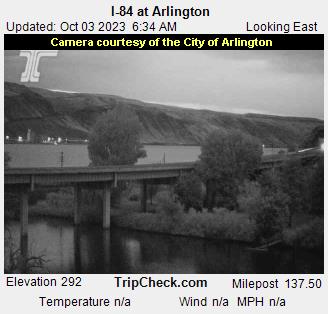 I-84 at Arlington
Updated: Oct 03 2023 6:34 AM Looking East
Camera courtesy of the City of Arlington
Elevation 292 TripCheck.com Milepost 137.50
Temperature n/a Wind n/a MPH n/a